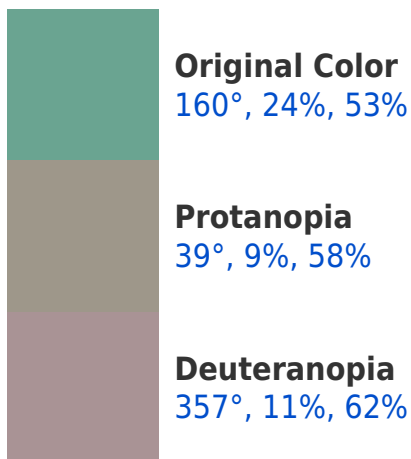 Original Color
160°, 24%, 53%
Protanopia
39°, 9%, 58%
Deuteranopia
357°, 11%, 62%